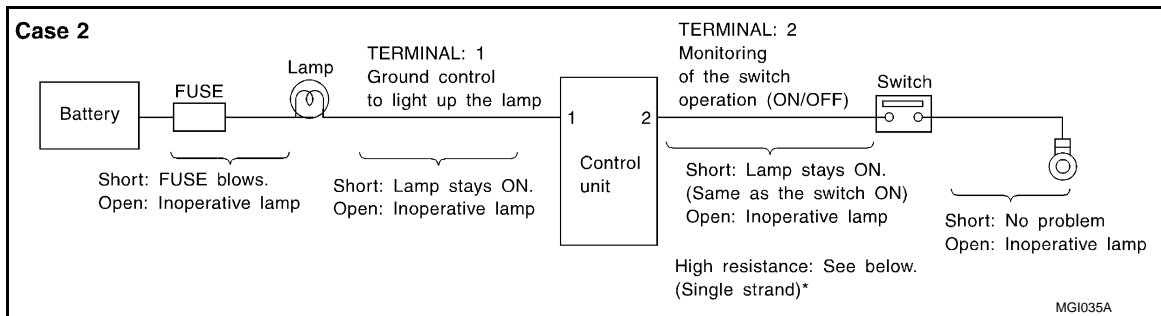 Case 2
Battery
FUSE
Lamp
TERMINAL: 1
Ground control
to light up the lamp
1
2
Control
unit
TERMINAL: 2
Monitoring
of the switch
operation (ON/OFF)
Switch
Short: FUSE blows.
Open: Inoperative lamp
Short: Lamp stays ON.
Open: Inoperative lamp
Short: Lamp stays ON.
(Same as the switch ON)
Open: Inoperative lamp
High resistance: See below.
(Single strand)*
Short: No problem
Open: Inoperative lamp
MGI035A